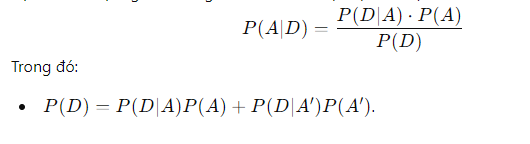 P(A|D) = \frac{P(D|A) \cdot P(A)}{P(D)}
Trong đó:
• P(D) = P(D|A)P(A) + P(D|A')P(A').